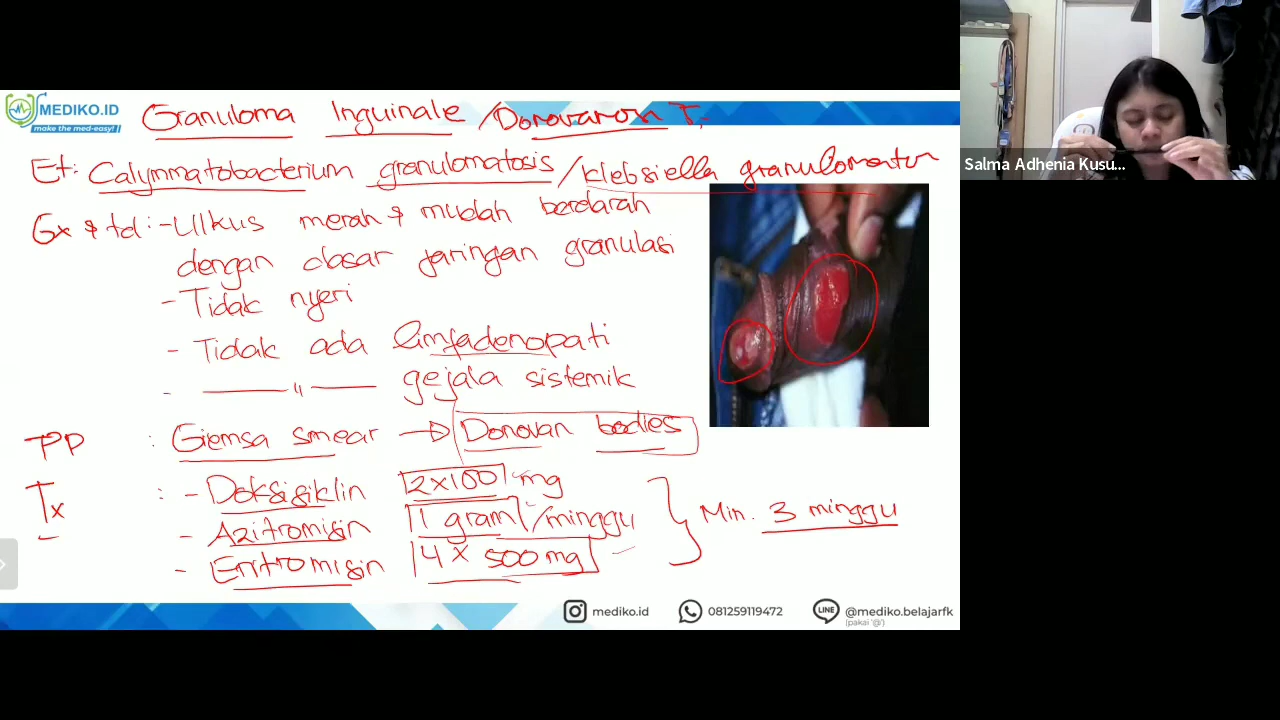 MEDIKO.ID
make the med-easy!
Granuloma Inguinale / Donovanosis
Et: Calymmatobacterium granulomatosis / Klebsiella granulomatis
Gx & td: - Ulkus merah & mudah berdarah
dengan dasar jaringan granulasi
- Tidak nyeri
- Tidak ada limfadenopati
- —— " —— gejala sistemik
PP : Giemsa smear → Donovan bodies
Tx : - Doksisiklin 2x100 mg
- Azitromisin 1 gram/minggu
- Eritromisin 4 x 500 mg
Min. 3 minggu
mediko.id
081259119472
LINE
@mediko.belajarfk
(pakai '@')
Salma Adhenia Kusu...